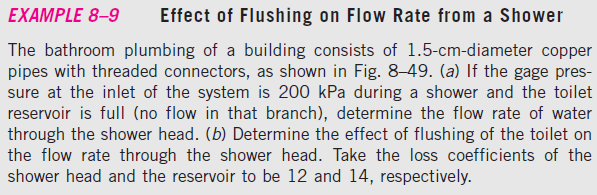 EXAMPLE 8–9 Effect of Flushing on Flow Rate from a Shower
The bathroom plumbing of a building consists of 1.5-cm-diameter copper
pipes with threaded connectors, as shown in Fig. 8–49. (a) If the gage pres-
sure at the inlet of the system is 200 kPa during a shower and the toilet
reservoir is full (no flow in that branch), determine the flow rate of water
through the shower head. (b) Determine the effect of flushing of the toilet on
the flow rate through the shower head. Take the loss coefficients of the
shower head and the reservoir to be 12 and 14, respectively.